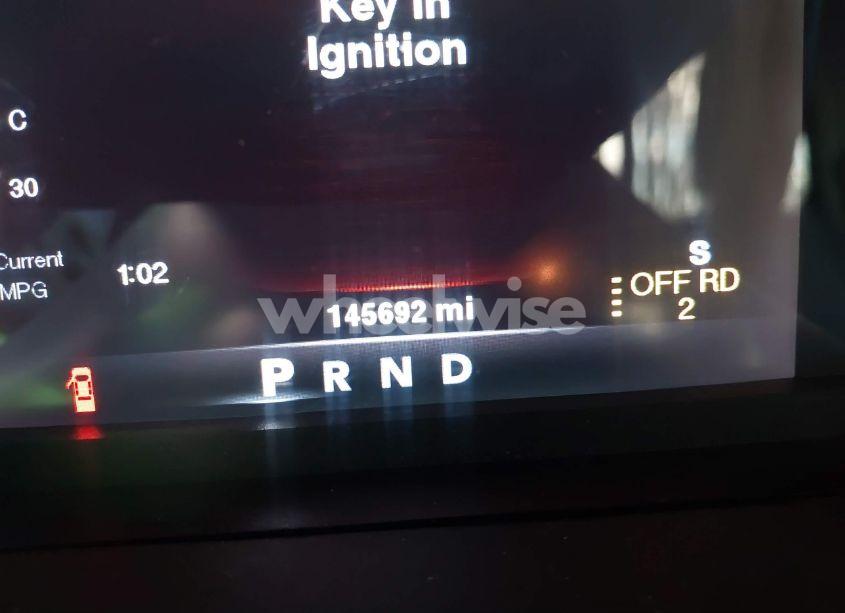 Key In
Ignition
C
30
Current
MPG
1:02
S
OFF RD
2
145692 mi
wheelwise
P R N D